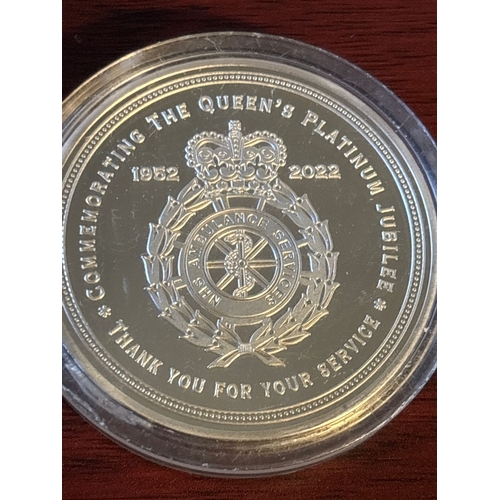 COMMEMORATING THE QUEEN'S PLATINUM JUBILEE
1952 2022
NHS AMBULANCE SERVICES
THANK YOU FOR YOUR SERVICE